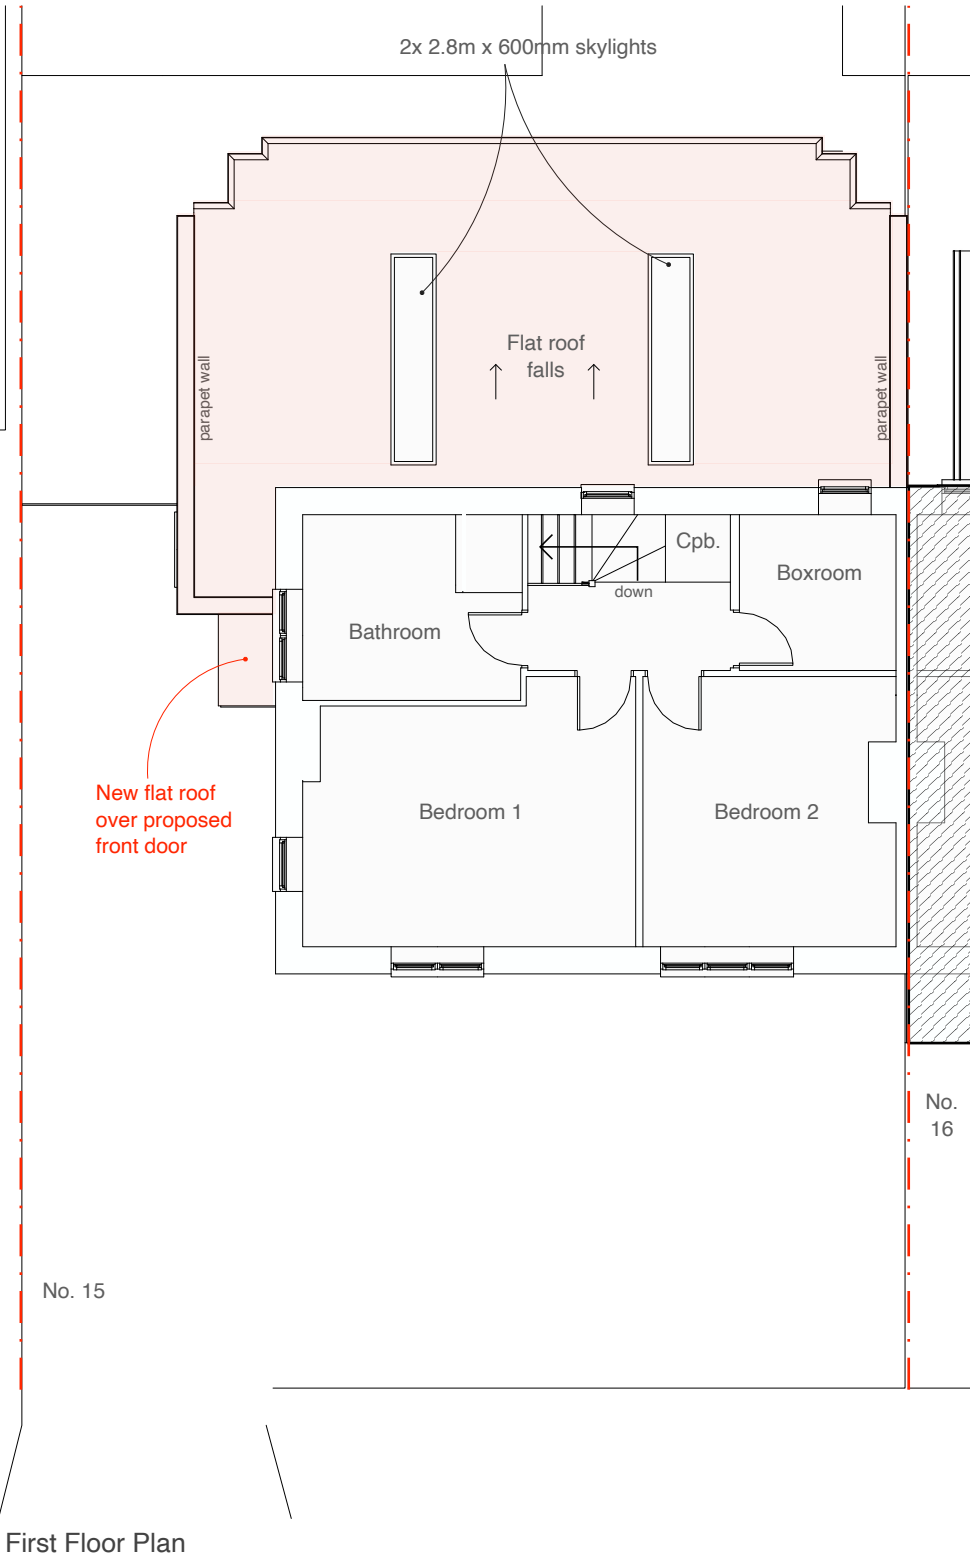 2x 2.8m x 600mm skylights
Flat roof
falls
parapet wall
parapet wall
Cpb.
down
Boxroom
Bathroom
New flat roof
over proposed
front door
Bedroom 1
Bedroom 2
No.
16
No. 15
First Floor Plan